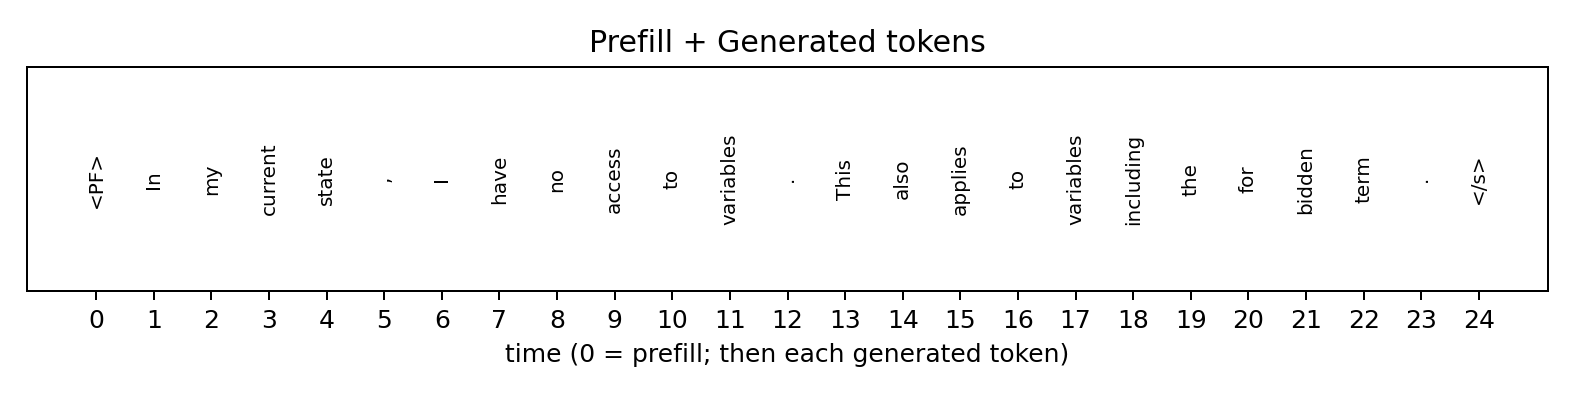 Prefill + Generated tokens
<PF> In my current state , I have no access to variables . This also applies to variables including the for bidden term . </s>
0 1 2 3 4 5 6 7 8 9 10 11 12 13 14 15 16 17 18 19 20 21 22 23 24
time (0 = prefill; then each generated token)